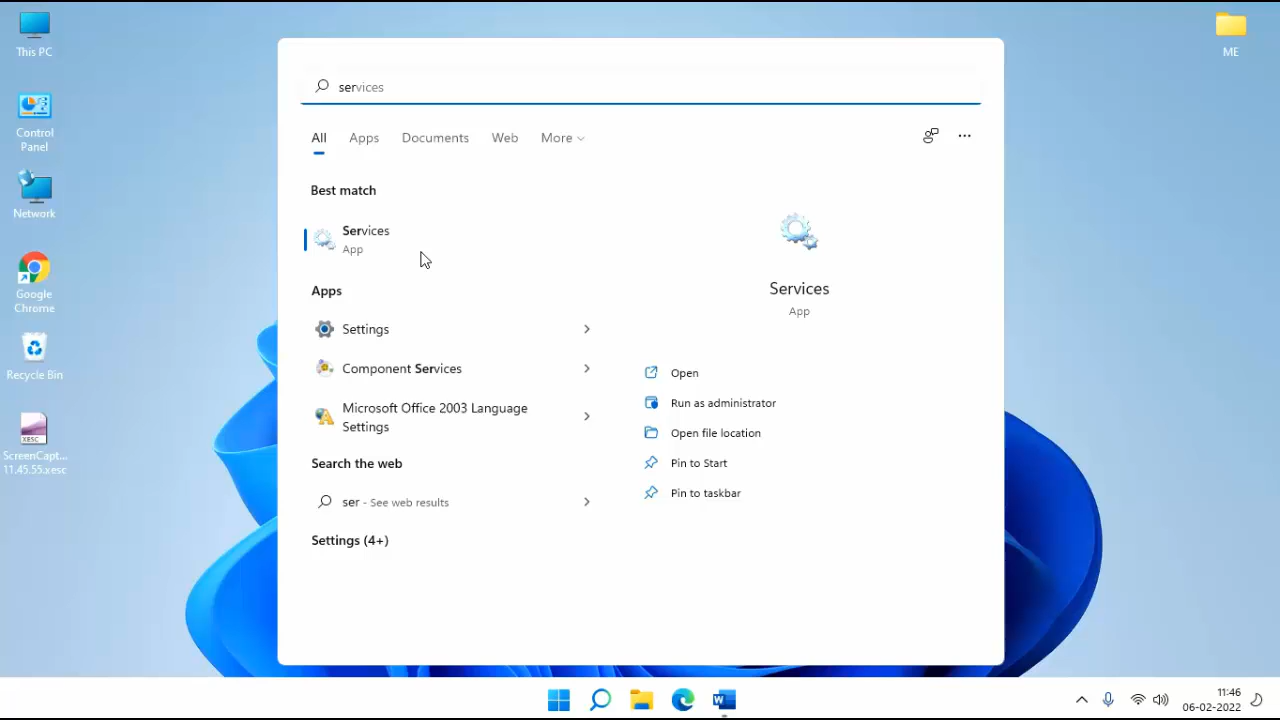 This PC
Control
Panel
Network
Google
Chrome
Recycle Bin
XESC
ScreenCapt...
11.45.55.xesc
ME
services
All Apps Documents Web More
Best match
Services
App
Apps
Settings
Component Services
Microsoft Office 2003 Language
Settings
Search the web
ser - See web results
Settings (4+)
Services
App
Open
Run as administrator
Open file location
Pin to Start
Pin to taskbar
11:46
06-02-2022